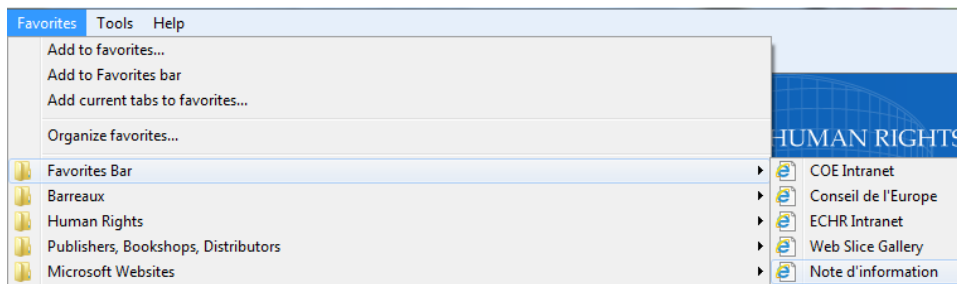 Favorites Tools Help
Add to favorites...
Add to Favorites bar
Add current tabs to favorites...
Organize favorites...
HUMAN RIGHTS
Favorites Bar
Barreaux
Human Rights
Publishers, Bookshops, Distributors
Microsoft Websites
COE Intranet
Conseil de l'Europe
ECHR Intranet
Web Slice Gallery
Note d'information